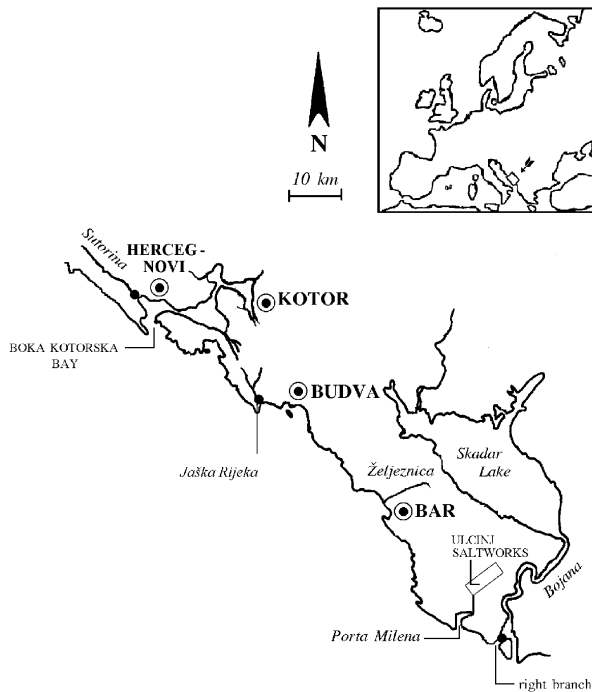 N
10 km
Sutorina
HERCEG-
NOVI
KOTOR
BOKA KOTORSKA
BAY
BUDVA
Jaška Rijeka
Željeznica
Skadar
Lake
BAR
ULCINJ
SALTWORKS
Bojana
Porta Milena
right branch